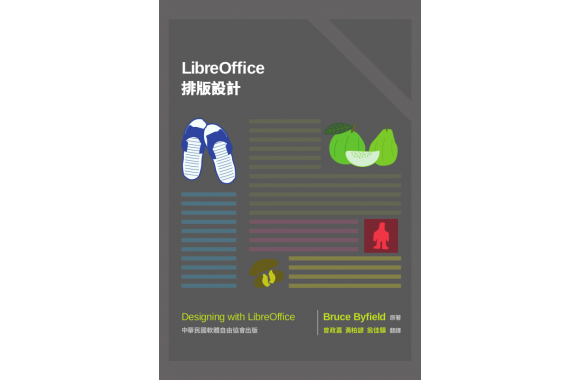 LibreOffice
排版設計
Designing with LibreOffice
中華民國軟體自由協會出版
Bruce Byfield 原著
曾政嘉 黃柏諺 翁佳驥 翻譯